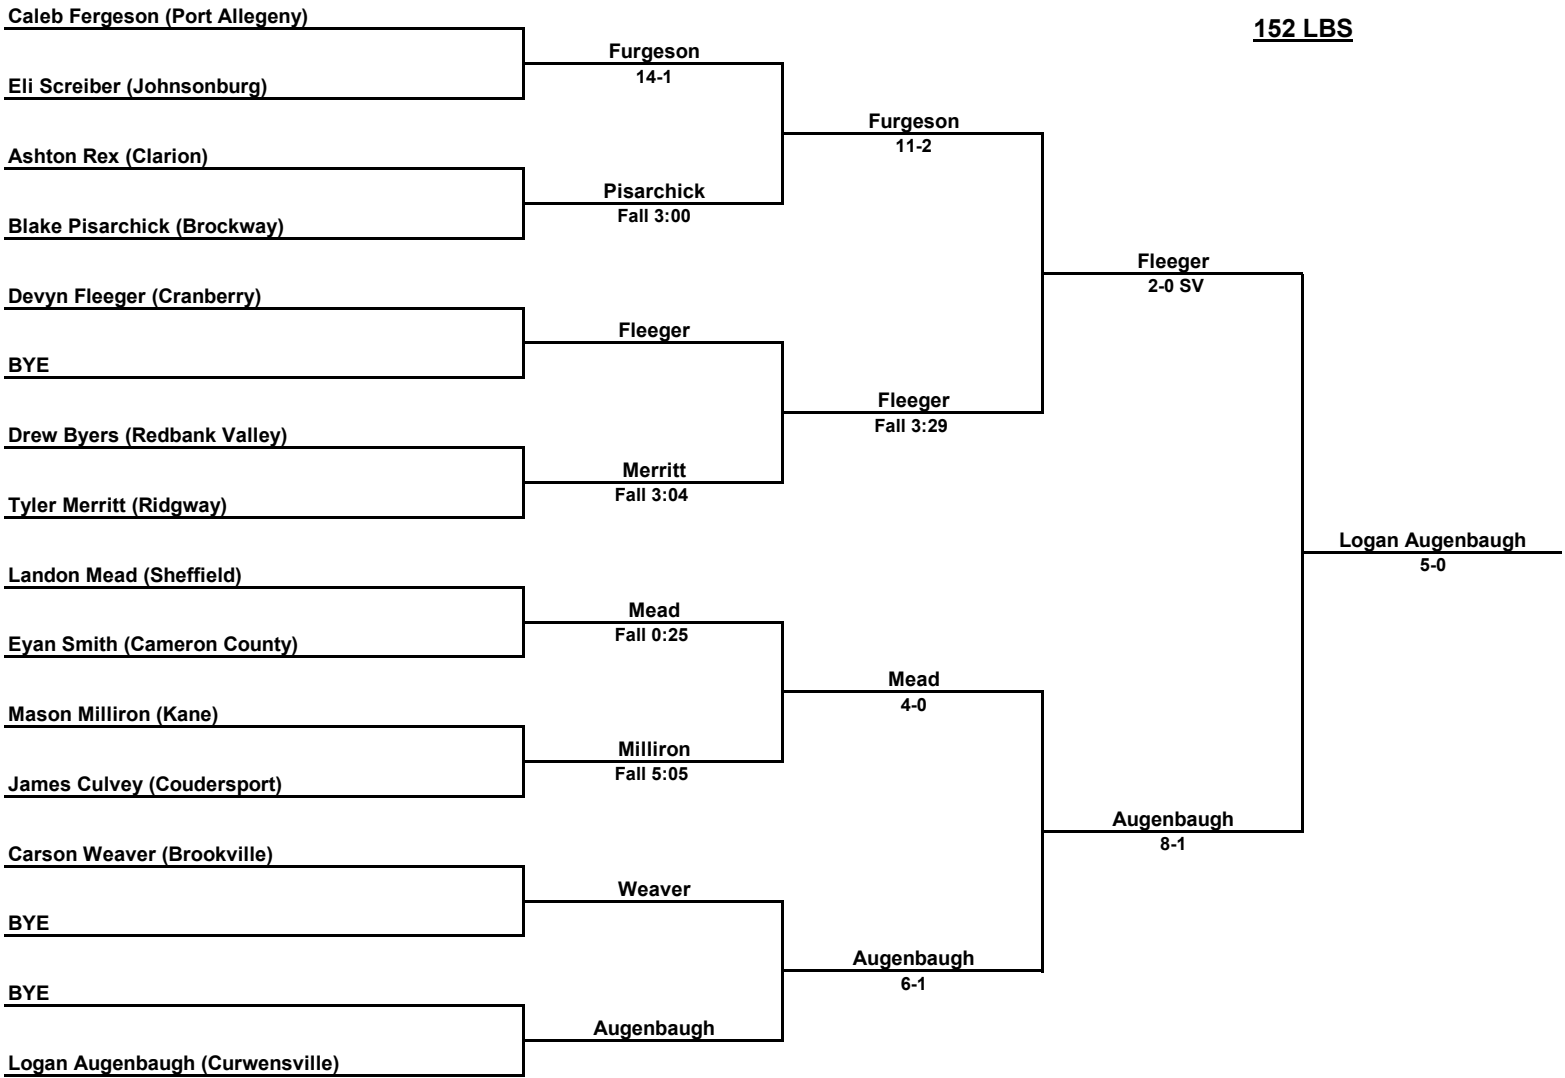 Caleb Fergeson (Port Allegeny)
152 LBS
Furgeson
14-1
Eli Screiber (Johnsonburg)
Furgeson
11-2
Ashton Rex (Clarion)
Pisarchick
Fall 3:00
Blake Pisarchick (Brockway)
Fleeger
2-0 SV
Devyn Fleeger (Cranberry)
Fleeger
BYE
Fleeger
Fall 3:29
Drew Byers (Redbank Valley)
Merritt
Fall 3:04
Tyler Merritt (Ridgway)
Logan Augenbaugh
5-0
Landon Mead (Sheffield)
Mead
Fall 0:25
Eyan Smith (Cameron County)
Mead
4-0
Mason Milliron (Kane)
Milliron
Fall 5:05
James Culvey (Coudersport)
Augenbaugh
8-1
Carson Weaver (Brookville)
Weaver
BYE
Augenbaugh
6-1
BYE
Augenbaugh
Logan Augenbaugh (Curwensville)